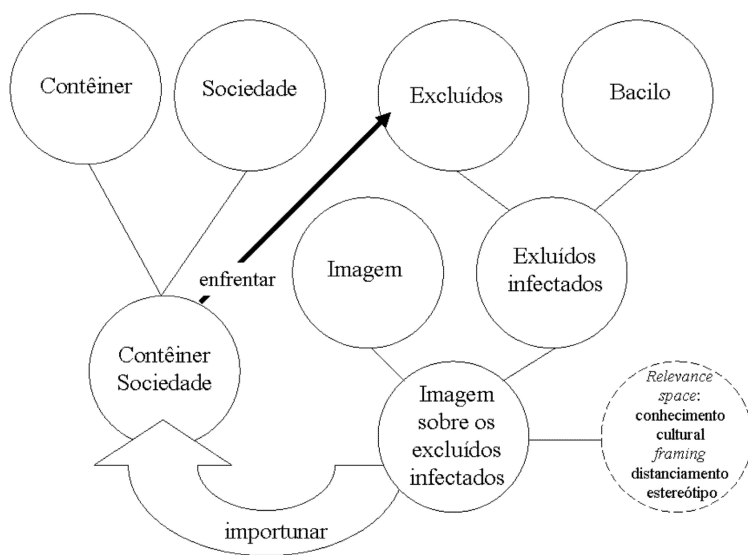 Contêiner
Sociedade
Excluídos
Bacilo
enfrentar
Imagem
Exluídos
infectados
Contêiner
Sociedade
Imagem
sobre os
excluídos
infectados
Relevance
space:
conhecimento
cultural
framing
distanciamento
estereótipo
importunar